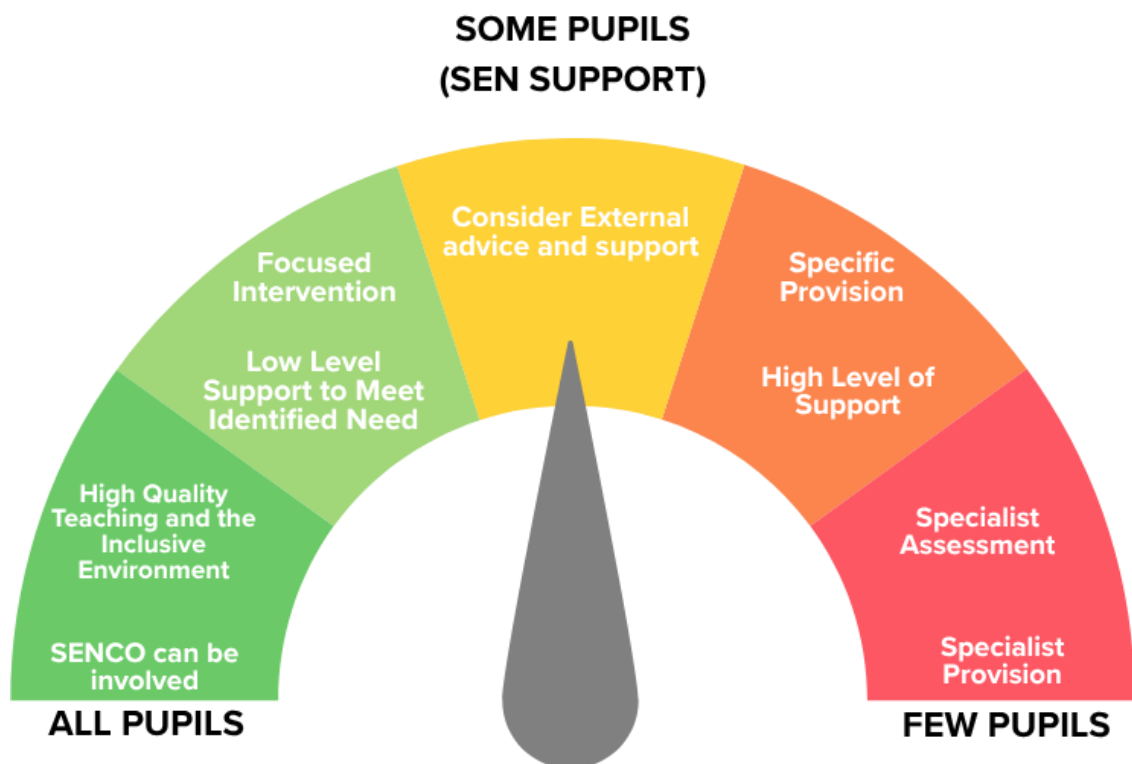 SOME PUPILS
(SEN SUPPORT)
Consider External
advice and support
Focused
Intervention
Low Level
Support to Meet
Identified Need
Specific
Provision
High Level of
Support
High Quality
Teaching and the
Inclusive
Environment
SENCO can be
involved
Specialist
Assessment
Specialist
Provision
ALL PUPILS
FEW PUPILS